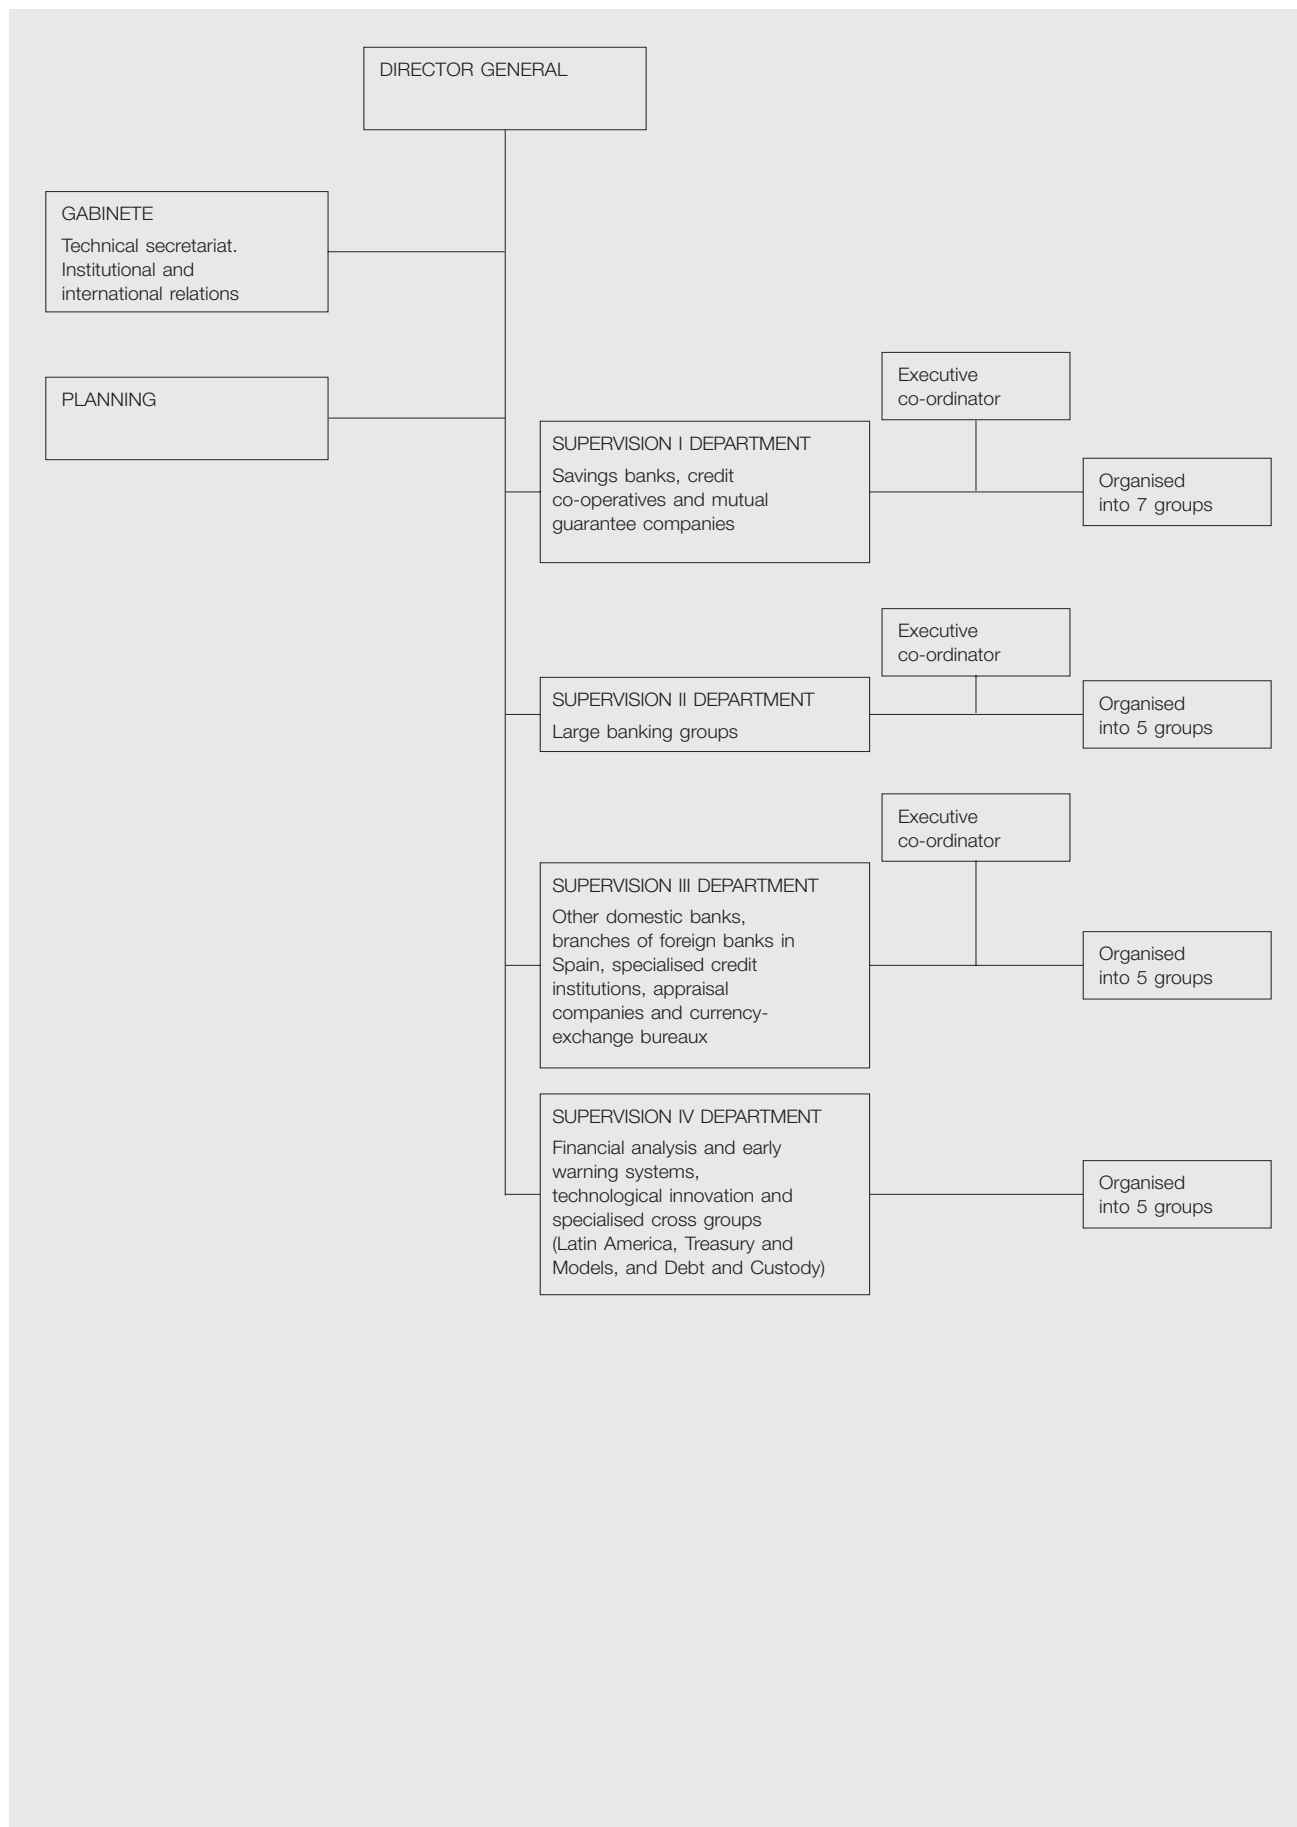 DIRECTOR GENERAL
GABINETE
Technical secretariat.
Institutional and
international relations
PLANNING
Executive
co-ordinator
SUPERVISION I DEPARTMENT
Savings banks, credit
co-operatives and mutual
guarantee companies
Organised
into 7 groups
Executive
co-ordinator
SUPERVISION II DEPARTMENT
Large banking groups
Organised
into 5 groups
Executive
co-ordinator
SUPERVISION III DEPARTMENT
Other domestic banks,
branches of foreign banks in
Spain, specialised credit
institutions, appraisal
companies and currency-
exchange bureaux
Organised
into 5 groups
SUPERVISION IV DEPARTMENT
Financial analysis and early
warning systems,
technological innovation and
specialised cross groups
(Latin America, Treasury and
Models, and Debt and Custody)
Organised
into 5 groups